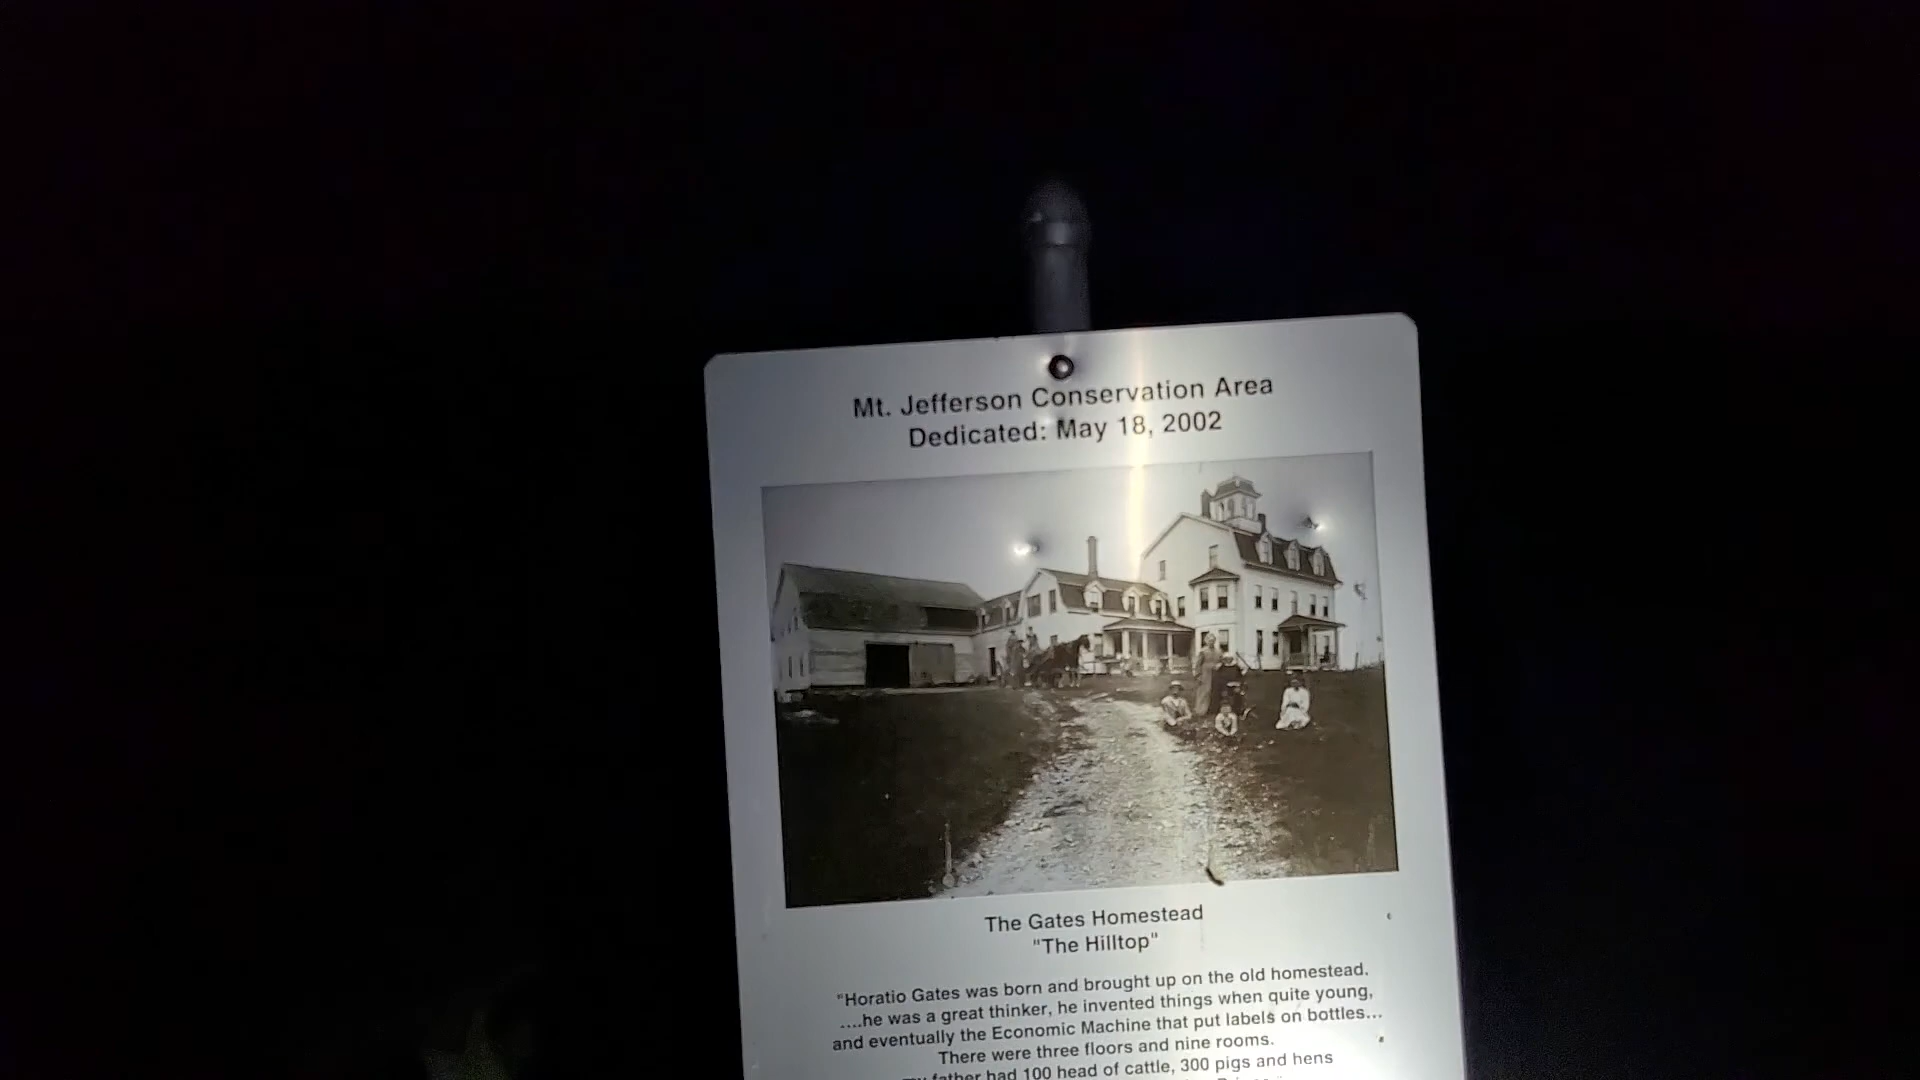 Mt. Jefferson Conservation Area
Dedicated: May 18, 2002
The Gates Homestead
"The Hilltop"
"Horatio Gates was born and brought up on the old homestead.
....he was a great thinker, he invented things when quite young,
and eventually the Economic Machine that put labels on bottles...
There were three floors and nine rooms.
father had 100 head of cattle, 300 pigs and hens